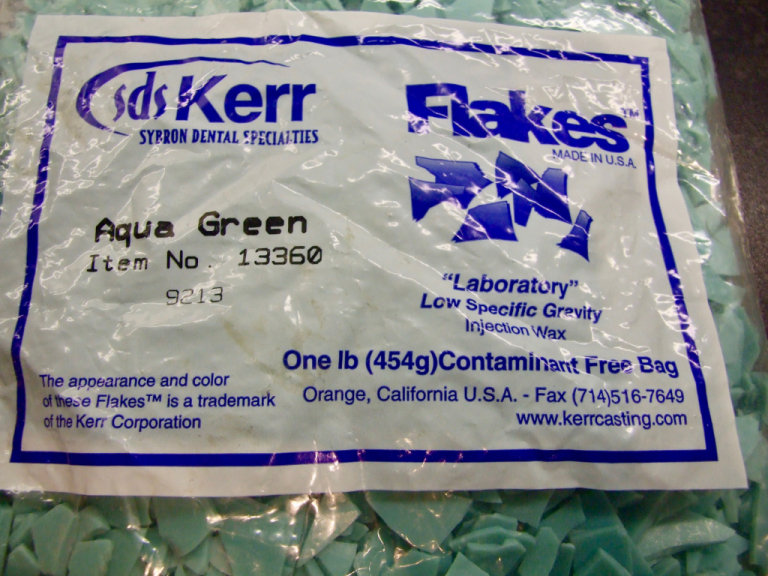 sds Kerr
SYBRON DENTAL SPECIALTIES
Flakes™
MADE IN U.S.A.
Aqua Green
Item No. 13360
9213
"Laboratory"
Low Specific Gravity
Injection Wax
One lb (454g)Contaminant Free Bag
The appearance and color
of these Flakes™ is a trademark
of the Kerr Corporation
Orange, California U.S.A. - Fax (714)516-7649
www.kerrcasting.com